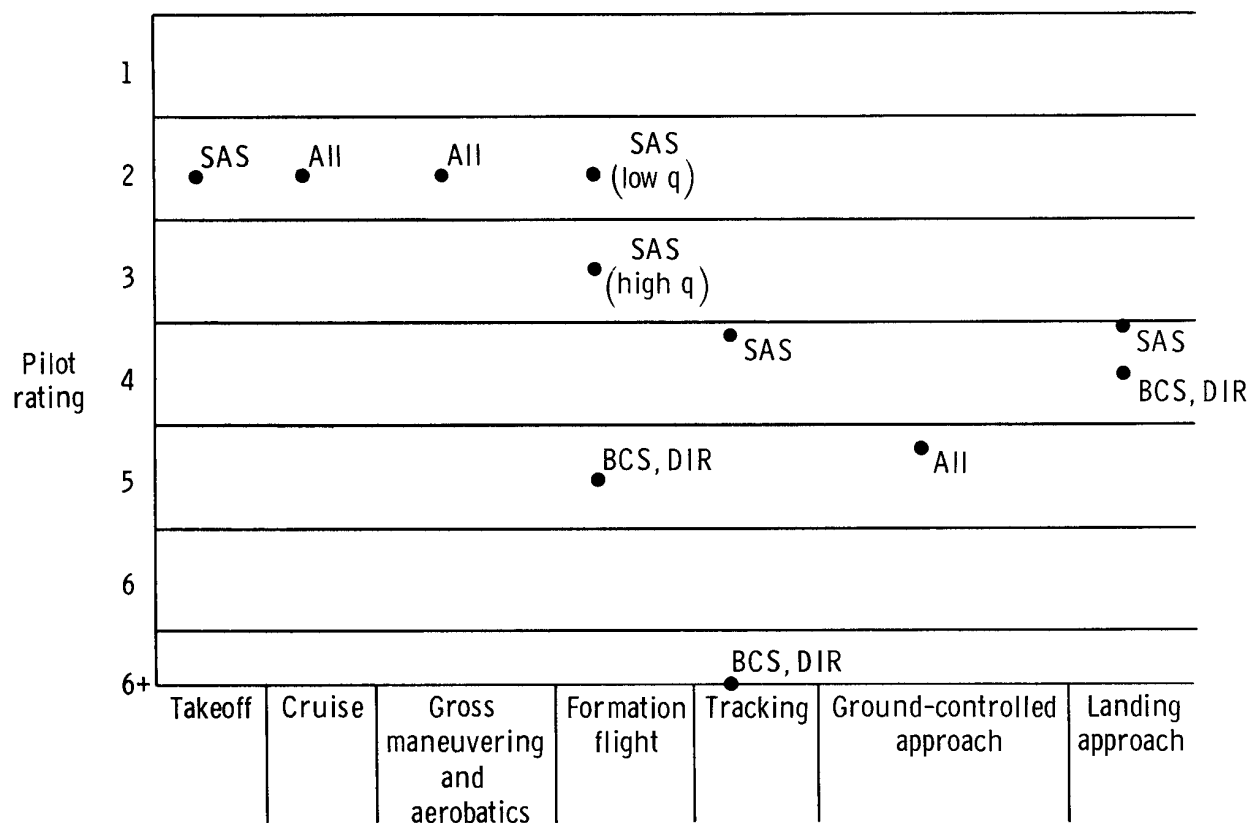 1
SAS
All
All
SAS
(low q)
2
SAS
(high q)
3
SAS
SAS
Pilot
rating
4
BCS, DIR
BCS, DIR
All
5
6
BCS, DIR
6+
Takeoff
Cruise
Gross
maneuvering
and
aerobatics
Formation
flight
Tracking
Ground-controlled
approach
Landing
approach